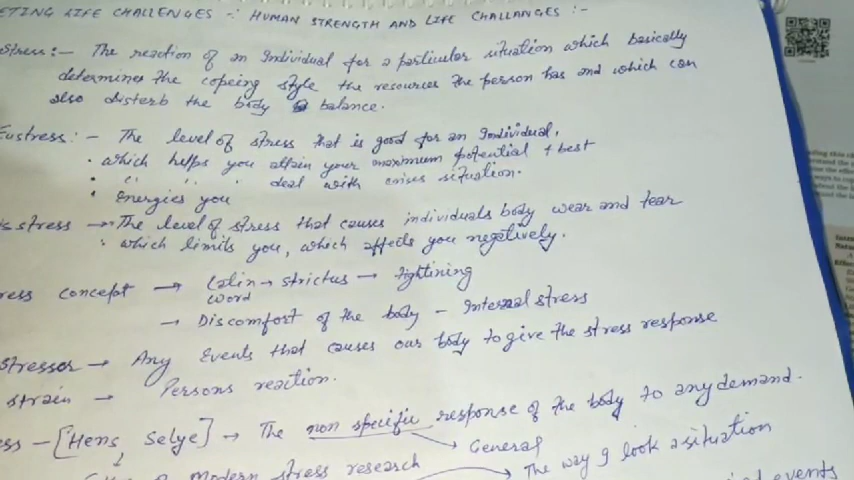 ETING LIFE CHALLENGES :- HUMAN STRENGTH AND LIFE CHALLANGES :-
Stress :- The reaction of an Individual for a particular situation which basically
determines the copeing style the resources the person has and which can
also disturb the body balance.
Eustress : - The level of stress that is good for an Individual,
• which helps you attain your maximum potential + best
• " " " deal with crises situation.
• Energies you
is stress → The level of stress that causes individuals body wear and tear
: which limits you, which affects you negetively.
ress concept → Latin → strictus → Tightining
word
→ Discomfort of the body - Internal stress
Stressor → Any Events that causes our body to give the stress response
strain → Persons reaction.
ess - [Hens Selye] → The non specific response of the body to any demand.
→ General
of Modern stress research → The way I look a situation
events